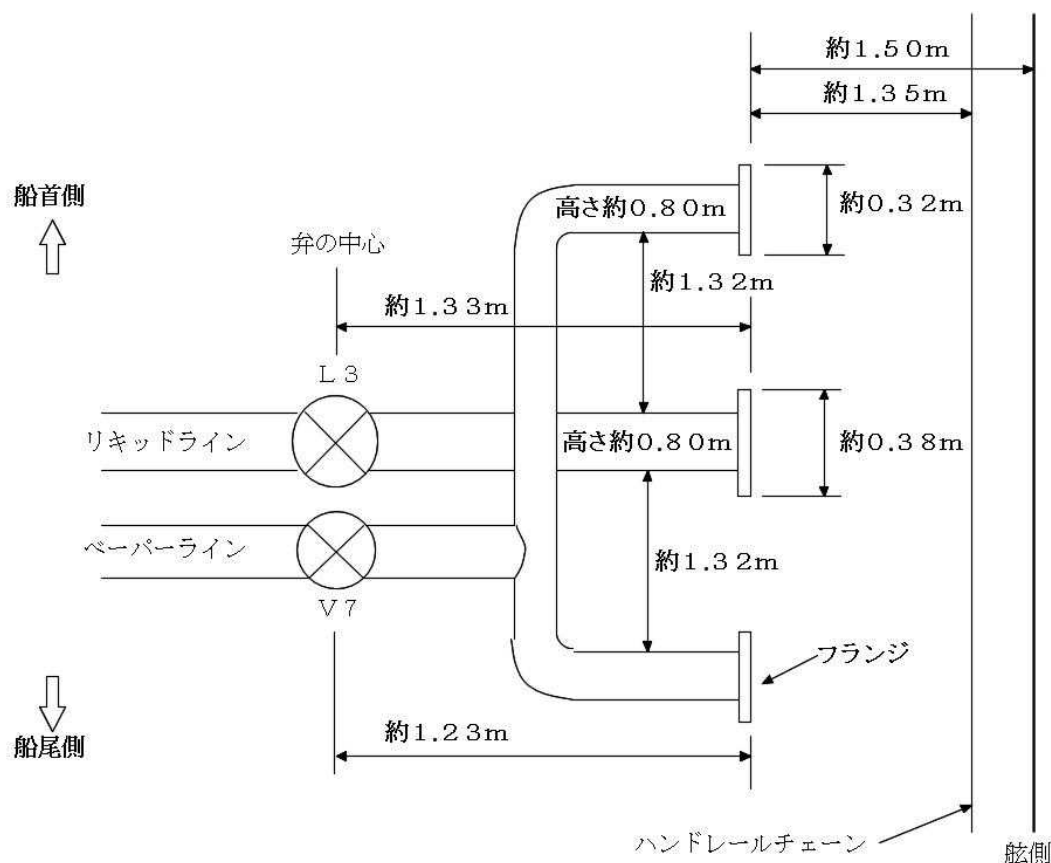 約1.50m
約1.35m
船首側
高さ約0.80m
約0.32m
弁の中心
約1.32m
約1.33m
L3
リキッドライン
高さ約0.80m
約0.38m
ベーパーライン
約1.32m
V7
フランジ
船尾側
約1.23m
ハンドレールチェーン
舷側